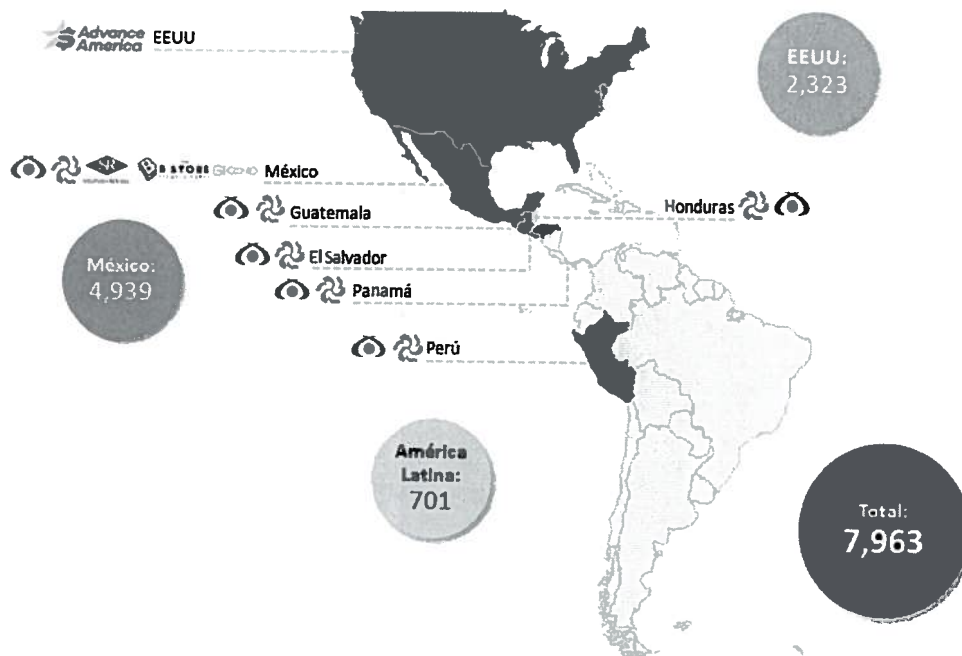 Advance
America EEUU
EEUU:
2,323
B STORE
México
Guatemala
Honduras
El Salvador
México:
4,939
Panamá
Perú
América
Latina:
701
Total:
7,963